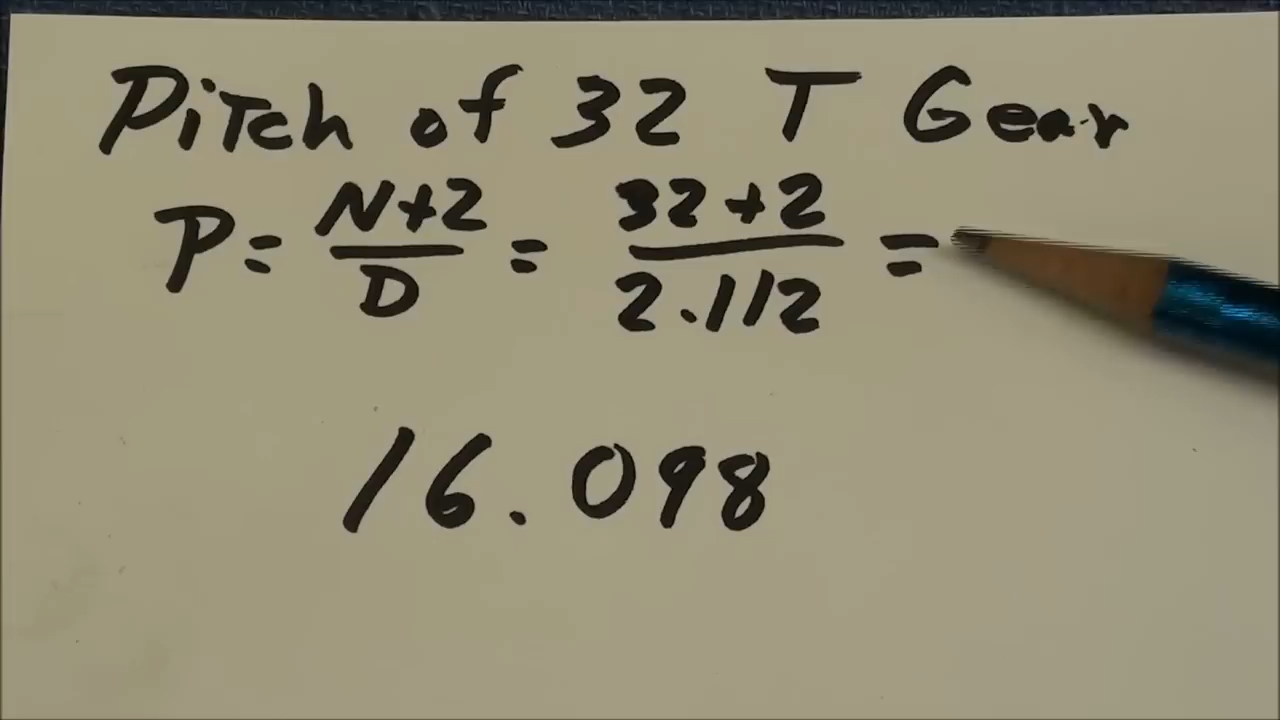 Pitch of 32 T Gear
P = N+2/D = 32+2/2.112 =
16.098